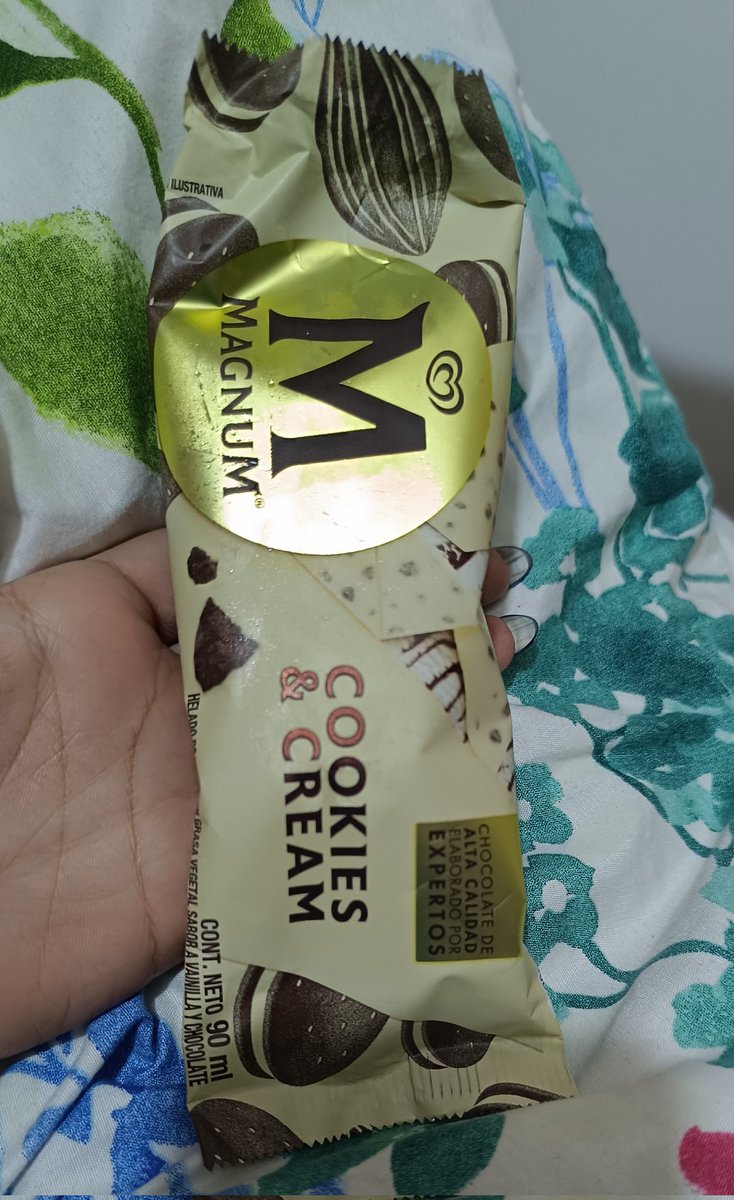 ILUSTRATIVA
M
MAGNUM®
COOKIES
& CREAM
CHOCOLATE DE
ALTA CALIDAD
ELABORADO POR
EXPERTOS
CONT. NETO 90 ml
HELADO GRASA VEGETAL SABOR A VAINILLA Y CHOCOLATE